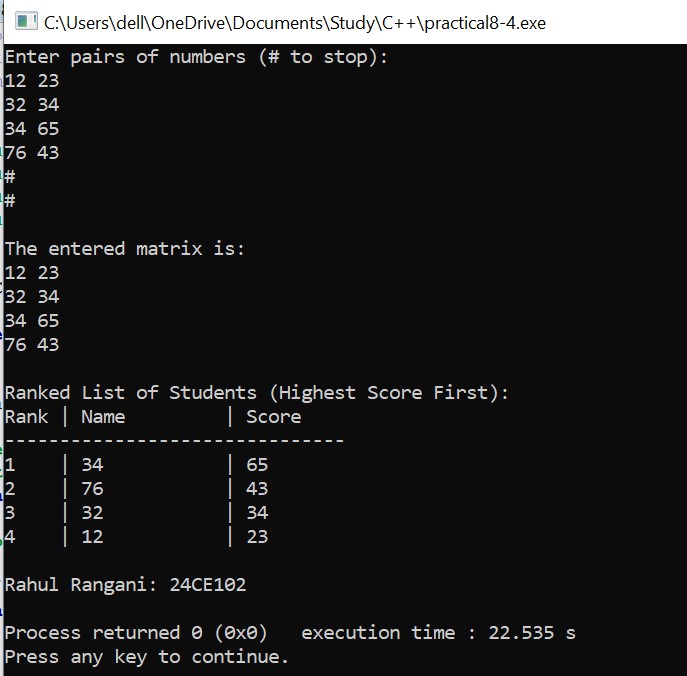 C:\Users\dell\OneDrive\Documents\Study\C++\practical8-4.exe
Enter pairs of numbers (# to stop):
12 23
32 34
34 65
76 43
#
#
The entered matrix is:
12 23
32 34
34 65
76 43
Ranked List of Students (Highest Score First):
Rank | Name | Score
-------------------------------
1 | 34 | 65
2 | 76 | 43
3 | 32 | 34
4 | 12 | 23
Rahul Rangani: 24CE102
Process returned 0 (0x0) execution time : 22.535 s
Press any key to continue.